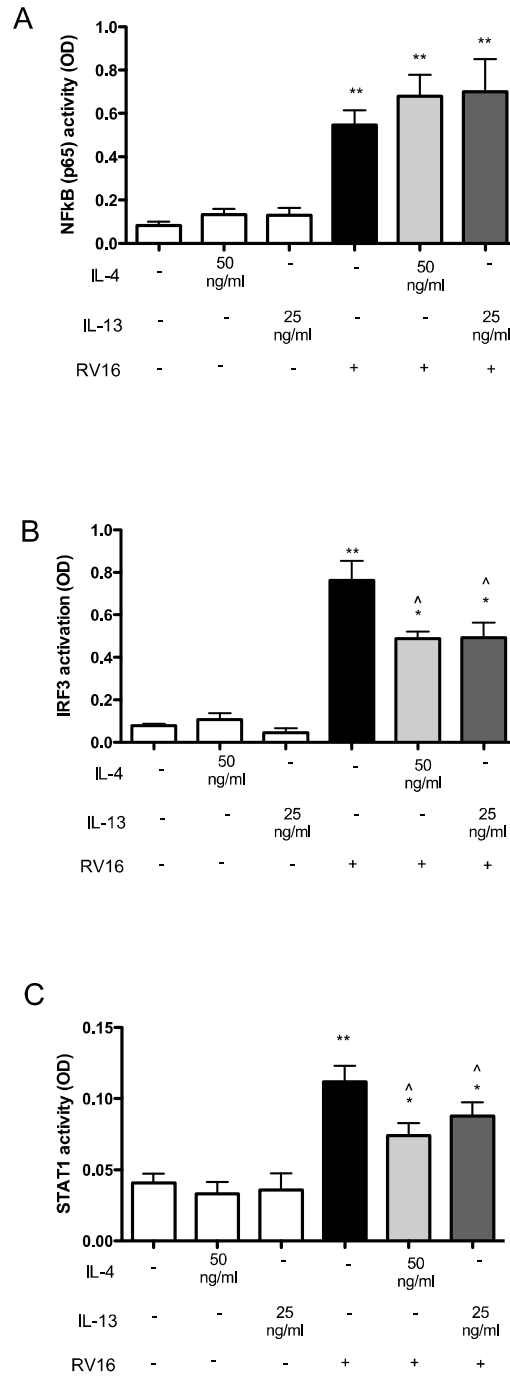 A
NFkB (p65) activity (OD)
1.0
0.8
0.6
0.4
0.2
0.0
** ** **
IL-4 - 50 ng/ml - - 50 ng/ml -
IL-13 - - 25 ng/ml - - 25 ng/ml
RV16 - - - + + +
B
IRF3 activation (OD)
1.0
0.8
0.6
0.4
0.2
0.0
** ^ * ^ *
IL-4 - 50 ng/ml - - 50 ng/ml -
IL-13 - - 25 ng/ml - - 25 ng/ml
RV16 - - - + + +
C
STAT1 activity (OD)
0.15
0.10
0.05
0.00
** ^ * ^ *
IL-4 - 50 ng/ml - - 50 ng/ml -
IL-13 - - 25 ng/ml - - 25 ng/ml
RV16 - - - + + +